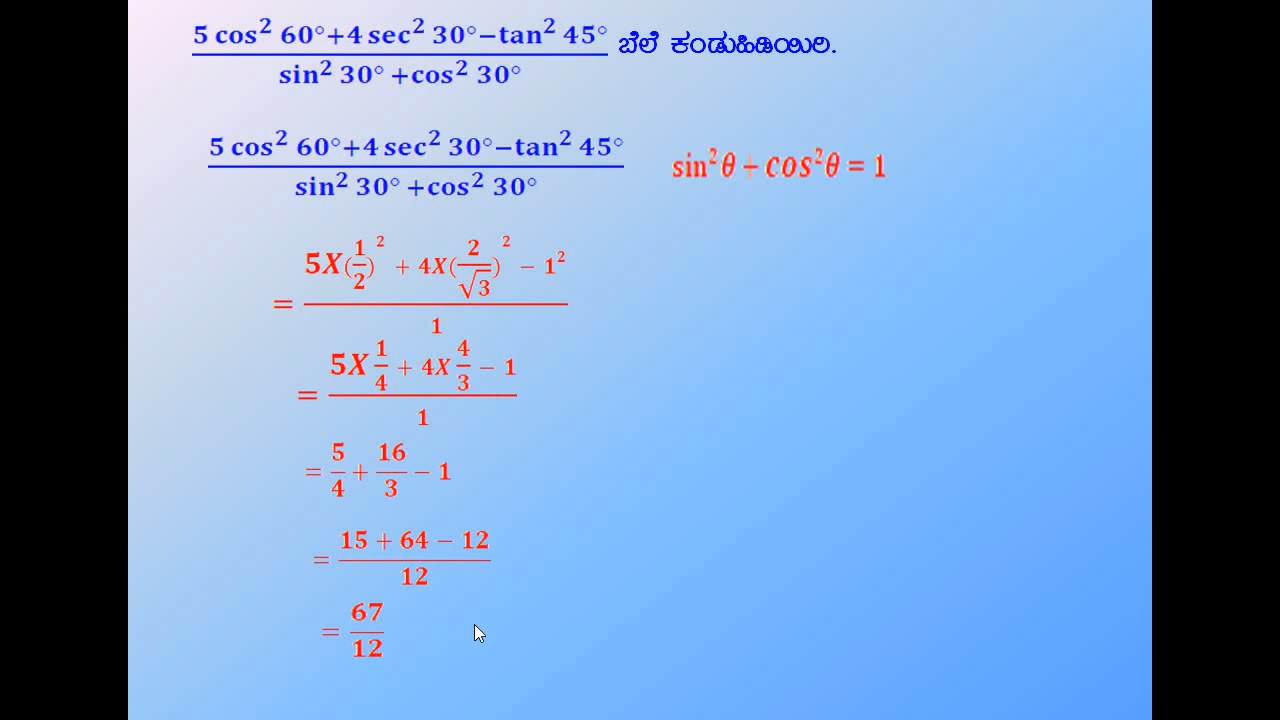 5 cos² 60°+4 sec² 30°−tan² 45° / sin² 30° +cos² 30° ಬೆಲೆ ಕಂಡುಹಿಡಿಯಿರಿ.
5 cos² 60°+4 sec² 30°−tan² 45° / sin² 30° +cos² 30° sin²θ + cos²θ = 1
= 5X(1/2)² + 4X(2/√3)² − 1² / 1
= 5X 1/4 + 4X 4/3 − 1 / 1
= 5/4 + 16/3 − 1
= 15 + 64 − 12 / 12
= 67/12